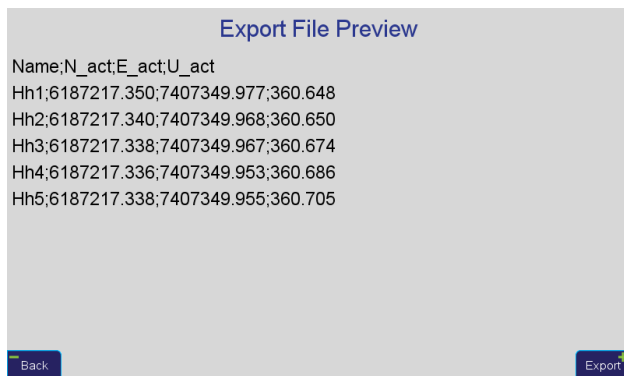 Export File Preview
Name;N_act;E_act;U_act
Hh1;6187217.350;7407349.977;360.648
Hh2;6187217.340;7407349.968;360.650
Hh3;6187217.338;7407349.967;360.674
Hh4;6187217.336;7407349.953;360.686
Hh5;6187217.338;7407349.955;360.705
Back
Export